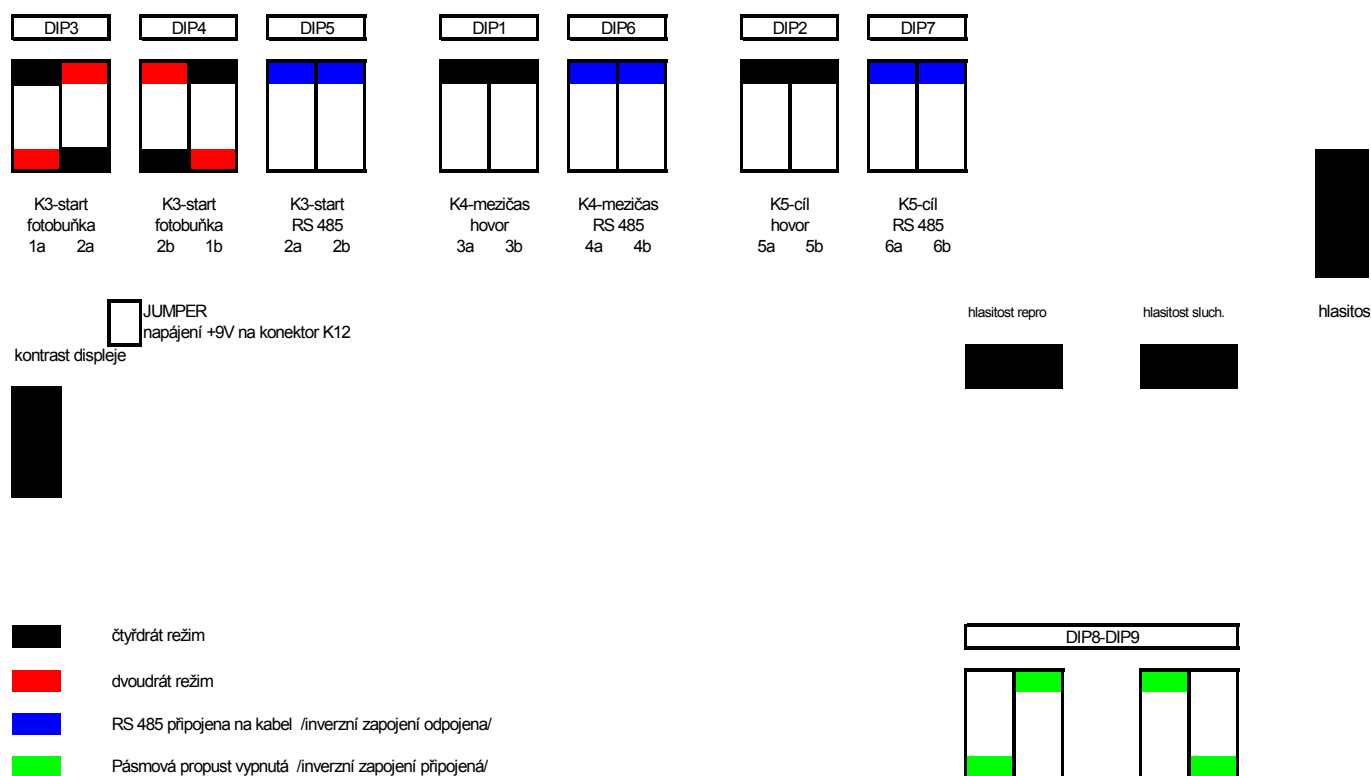 DIP3 DIP4 DIP5 DIP1 DIP6 DIP2 DIP7
K3-start K3-start K3-start K4-mezičas K4-mezičas K5-cíl K5-cíl
fotobuňka fotobuňka RS 485 hovor RS 485 hovor RS 485
1a 2a 2b 1b 2a 2b 3a 3b 4a 4b 5a 5b 6a 6b
JUMPER
napájení +9V na konektor K12
hlasitost repro hlasitost sluch. hlasitos
kontrast displeje
čtyřdrát režim
DIP8-DIP9
dvoudrát režim
RS 485 připojena na kabel /inverzní zapojení odpojena/
Pásmová propust vypnutá /inverzní zapojení připojená/